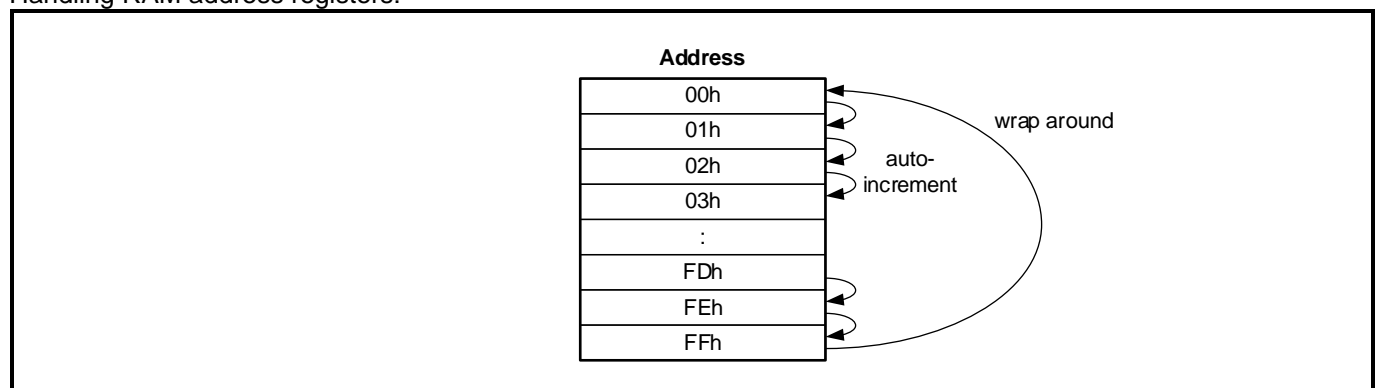 Handling RAM address registers.
Address
00h
01h
wrap around
02h
auto-
increment
03h
:
FDh
FEh
FFh